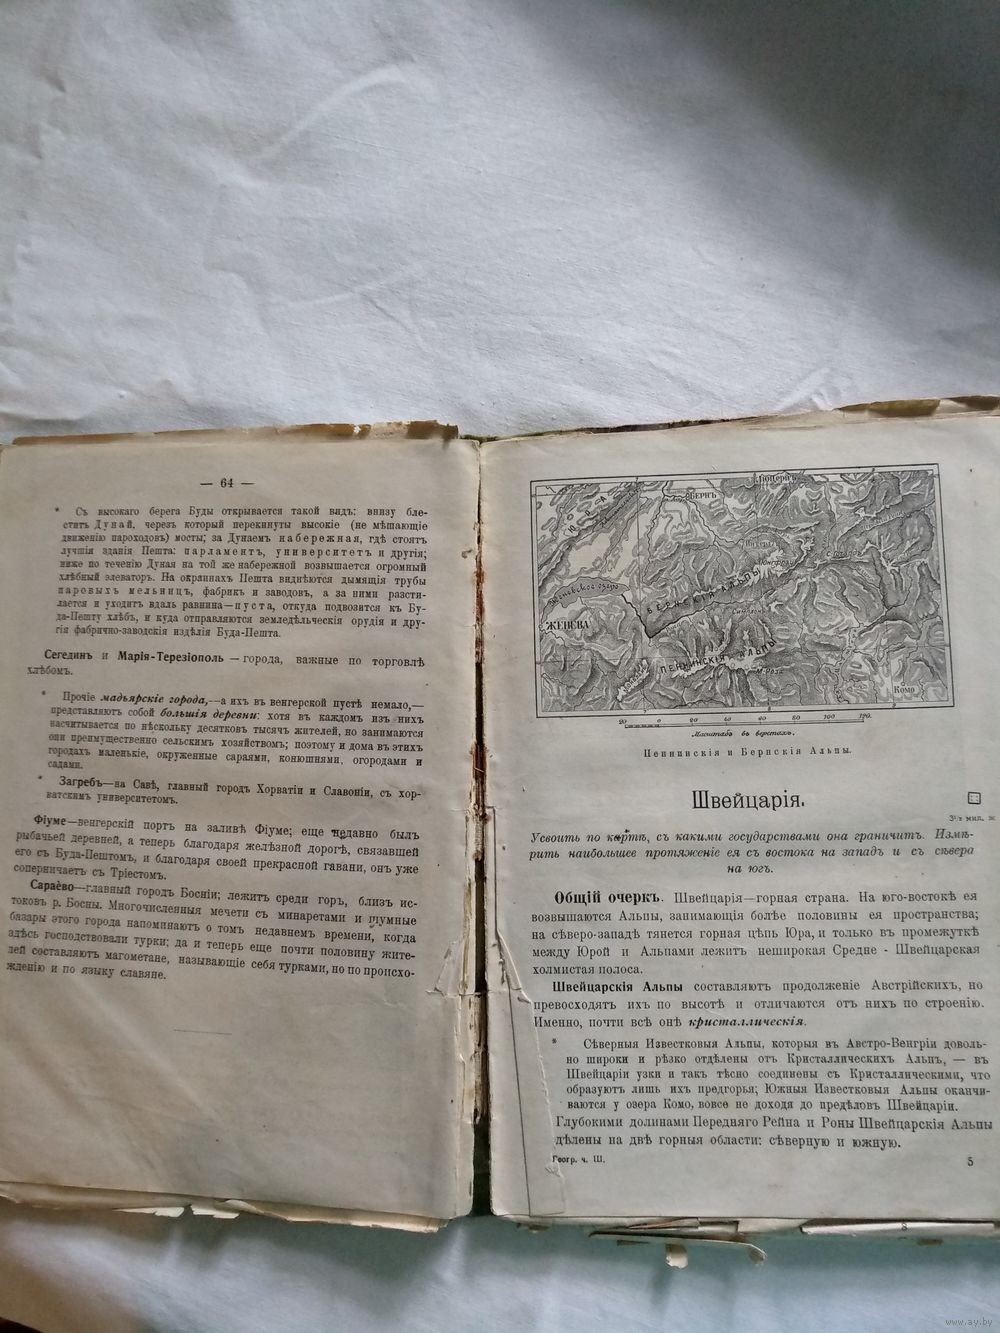 — 64 —
* Съ высокаго берега Буды открывается такой видъ: внизу бле-
ститъ Дунай, через который перекинуты высокіе (не мѣшающіе
движенію пароходовъ) мосты; за Дунаемъ набережная, гдѣ стоятъ
лучшія зданія Пешта: парламентъ, университетъ и другія;
ниже по теченію Дуная на той же набережной возвышается огромный
хлѣбный элеваторъ. На окраинахъ Пешта виднѣются дымящія трубы
паровыхъ мельницъ, фабрик и заводовъ, а за ними разсти-
лается и уходитъ вдаль равнина—пуста, откуда подвозится къ Бу-
да-Пешту хлѣбъ, и куда отправляются земледѣльческія орудія и дру-
гія фабрично-заводскія издѣлія Буда-Пешта.
Сегединъ и Марія-Терезіополь — города, важные по торговлѣ
хлѣбомъ.
* Прочіе мадьярскіе города,—а ихъ въ венгерской пустѣ немало,—
представляютъ собой большія деревни: хотя въ каждомъ изъ нихъ
насчитывается по нѣскольку десятковъ тысячъ жителей, но занимаются
они преимущественно сельскимъ хозяйствомъ; поэтому и дома въ этихъ
городахъ маленькіе, окруженные сараями, конюшнями, огородами и
садами.
* Загребъ—на Савѣ, главный городъ Хорватіи и Славоніи, съ хор-
ватскимъ университетомъ.
Фіуме—венгерскій портъ на заливѣ Фіуме; еще недавно былъ
рыбачьей деревней, а теперь благодаря желѣзной дорогѣ, связавшей
его съ Буда-Пештомъ, и благодаря своей прекрасной гавани, онъ уже
соперничаетъ съ Тріестомъ.
Сараево—главный городъ Босніи; лежитъ среди горъ, близъ ис-
токовъ р. Босны. Многочисленныя мечети съ минаретами и шумные
базары этого города напоминаютъ о томъ недавнемъ времени, когда
здѣсь господствовали турки; да и теперь еще почти половину жите-
лей составляютъ магометане, называющіе себя турками, но по происхо-
жденію и по языку славяне.
ЮРА
БЕРНЪ
Люцернъ
Юнгфрау
Женевское озеро
БЕРНСКІЯ АЛЬПЫ
Симплонъ
ЖЕНЕВА
ПЕННИНСКІЯ АЛЬПЫ
М. Роза
Комо
20 0 20 40 60 80 100 120.
Масштабъ въ верстахъ.
Пеннинскія и Бернскія Альпы.
Швейцарія.
Усвоить по картѣ, съ какими государствами она граничитъ. Измѣ-
рить наибольшее протяженіе ея съ востока на западъ и съ сѣвера
на югъ.
Общій очеркъ. Швейцарія—горная страна. На юго-востокѣ ея
возвышаются Альпы, занимающія болѣе половины ея пространства;
на сѣверо-западѣ тянется горная цѣпь Юра, и только въ промежуткѣ
между Юрой и Альпами лежитъ неширокая Средне - Швейцарская
холмистая полоса.
Швейцарскія Альпы составляютъ продолженіе Австрійскихъ, но
превосходятъ ихъ по высотѣ и отличаются отъ нихъ по строенію.
Именно, почти всѣ онѣ кристаллическія.
* Сѣверныя Известковыя Альпы, которыя въ Австро-Венгріи доволь-
но широки и рѣзко отдѣлены отъ Кристаллическихъ Альпъ, — въ
Швейцаріи узки и такъ тѣсно соединены съ Кристаллическими, что
образуютъ лишь ихъ предгорья; Южныя Известковыя Альпы оканчи-
ваются у озера Комо, вовсе не доходя до предѣловъ Швейцаріи.
Глубокими долинами Передняго Рейна и Роны Швейцарскія Альпы
дѣлены на двѣ горныя области: сѣверную и южную.
Геогр. ч. III. 5
8
www.ay.by